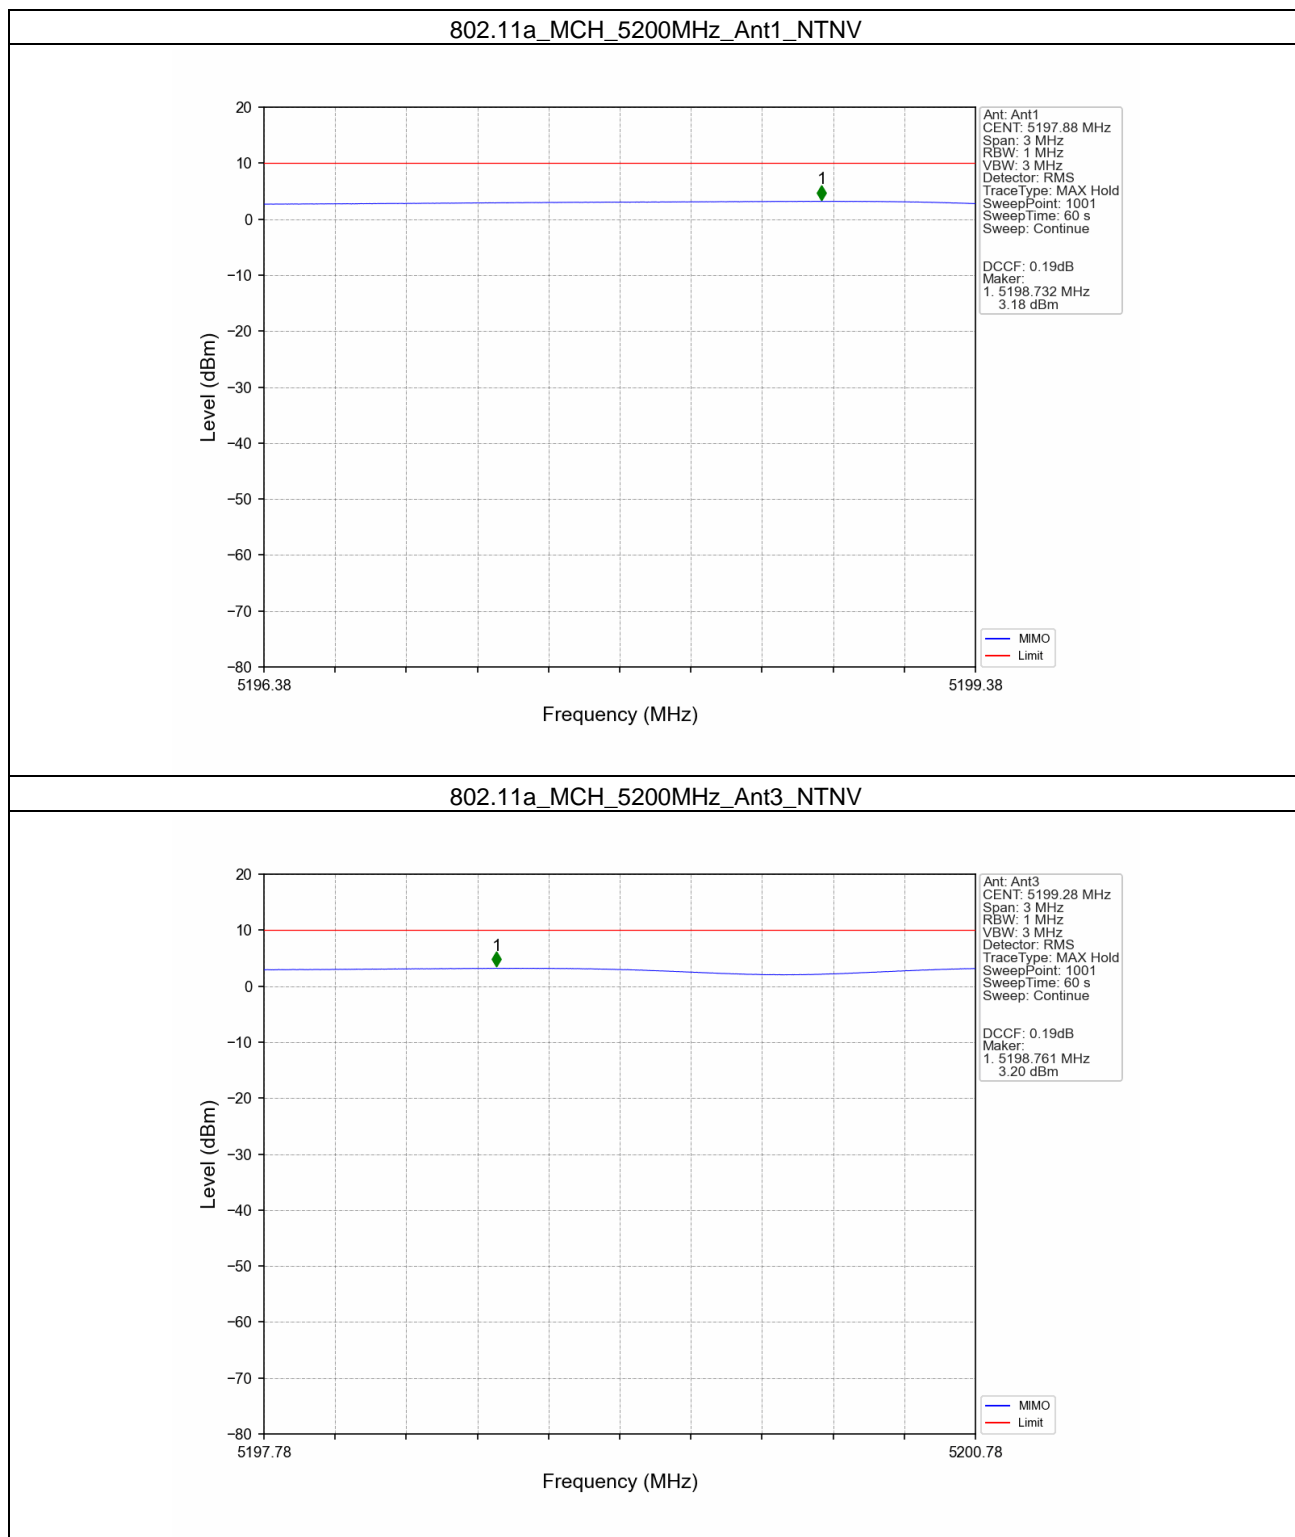 802.11a_MCH_5200MHz_Ant1_NTNV
20
10
0
−10
−20
−30
−40
−50
−60
−70
−80
Level (dBm)
1
5196.38
5199.38
Frequency (MHz)
Ant: Ant1
CENT: 5197.88 MHz
Span: 3 MHz
RBW: 1 MHz
VBW: 3 MHz
Detector: RMS
TraceType: MAX Hold
SweepPoint: 1001
SweepTime: 60 s
Sweep: Continue
DCCF: 0.19dB
Maker:
1. 5198.732 MHz
3.18 dBm
MIMO
Limit
802.11a_MCH_5200MHz_Ant3_NTNV
20
10
0
−10
−20
−30
−40
−50
−60
−70
−80
Level (dBm)
1
5197.78
5200.78
Frequency (MHz)
Ant: Ant3
CENT: 5199.28 MHz
Span: 3 MHz
RBW: 1 MHz
VBW: 3 MHz
Detector: RMS
TraceType: MAX Hold
SweepPoint: 1001
SweepTime: 60 s
Sweep: Continue
DCCF: 0.19dB
Maker:
1. 5198.761 MHz
3.20 dBm
MIMO
Limit